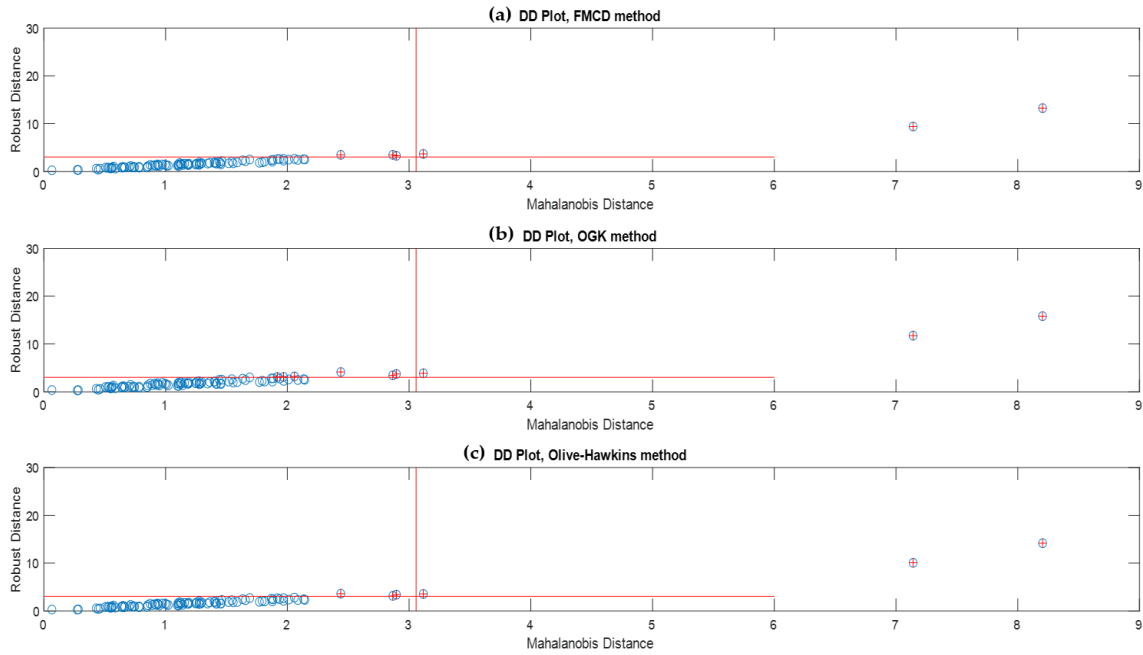 (a) DD Plot, FMCD method
30
20
10
0
Robust Distance
0 1 2 3 4 5 6 7 8 9
Mahalanobis Distance
(b) DD Plot, OGK method
30
20
10
0
Robust Distance
0 1 2 3 4 5 6 7 8 9
Mahalanobis Distance
(c) DD Plot, Olive-Hawkins method
30
20
10
0
Robust Distance
0 1 2 3 4 5 6 7 8 9
Mahalanobis Distance